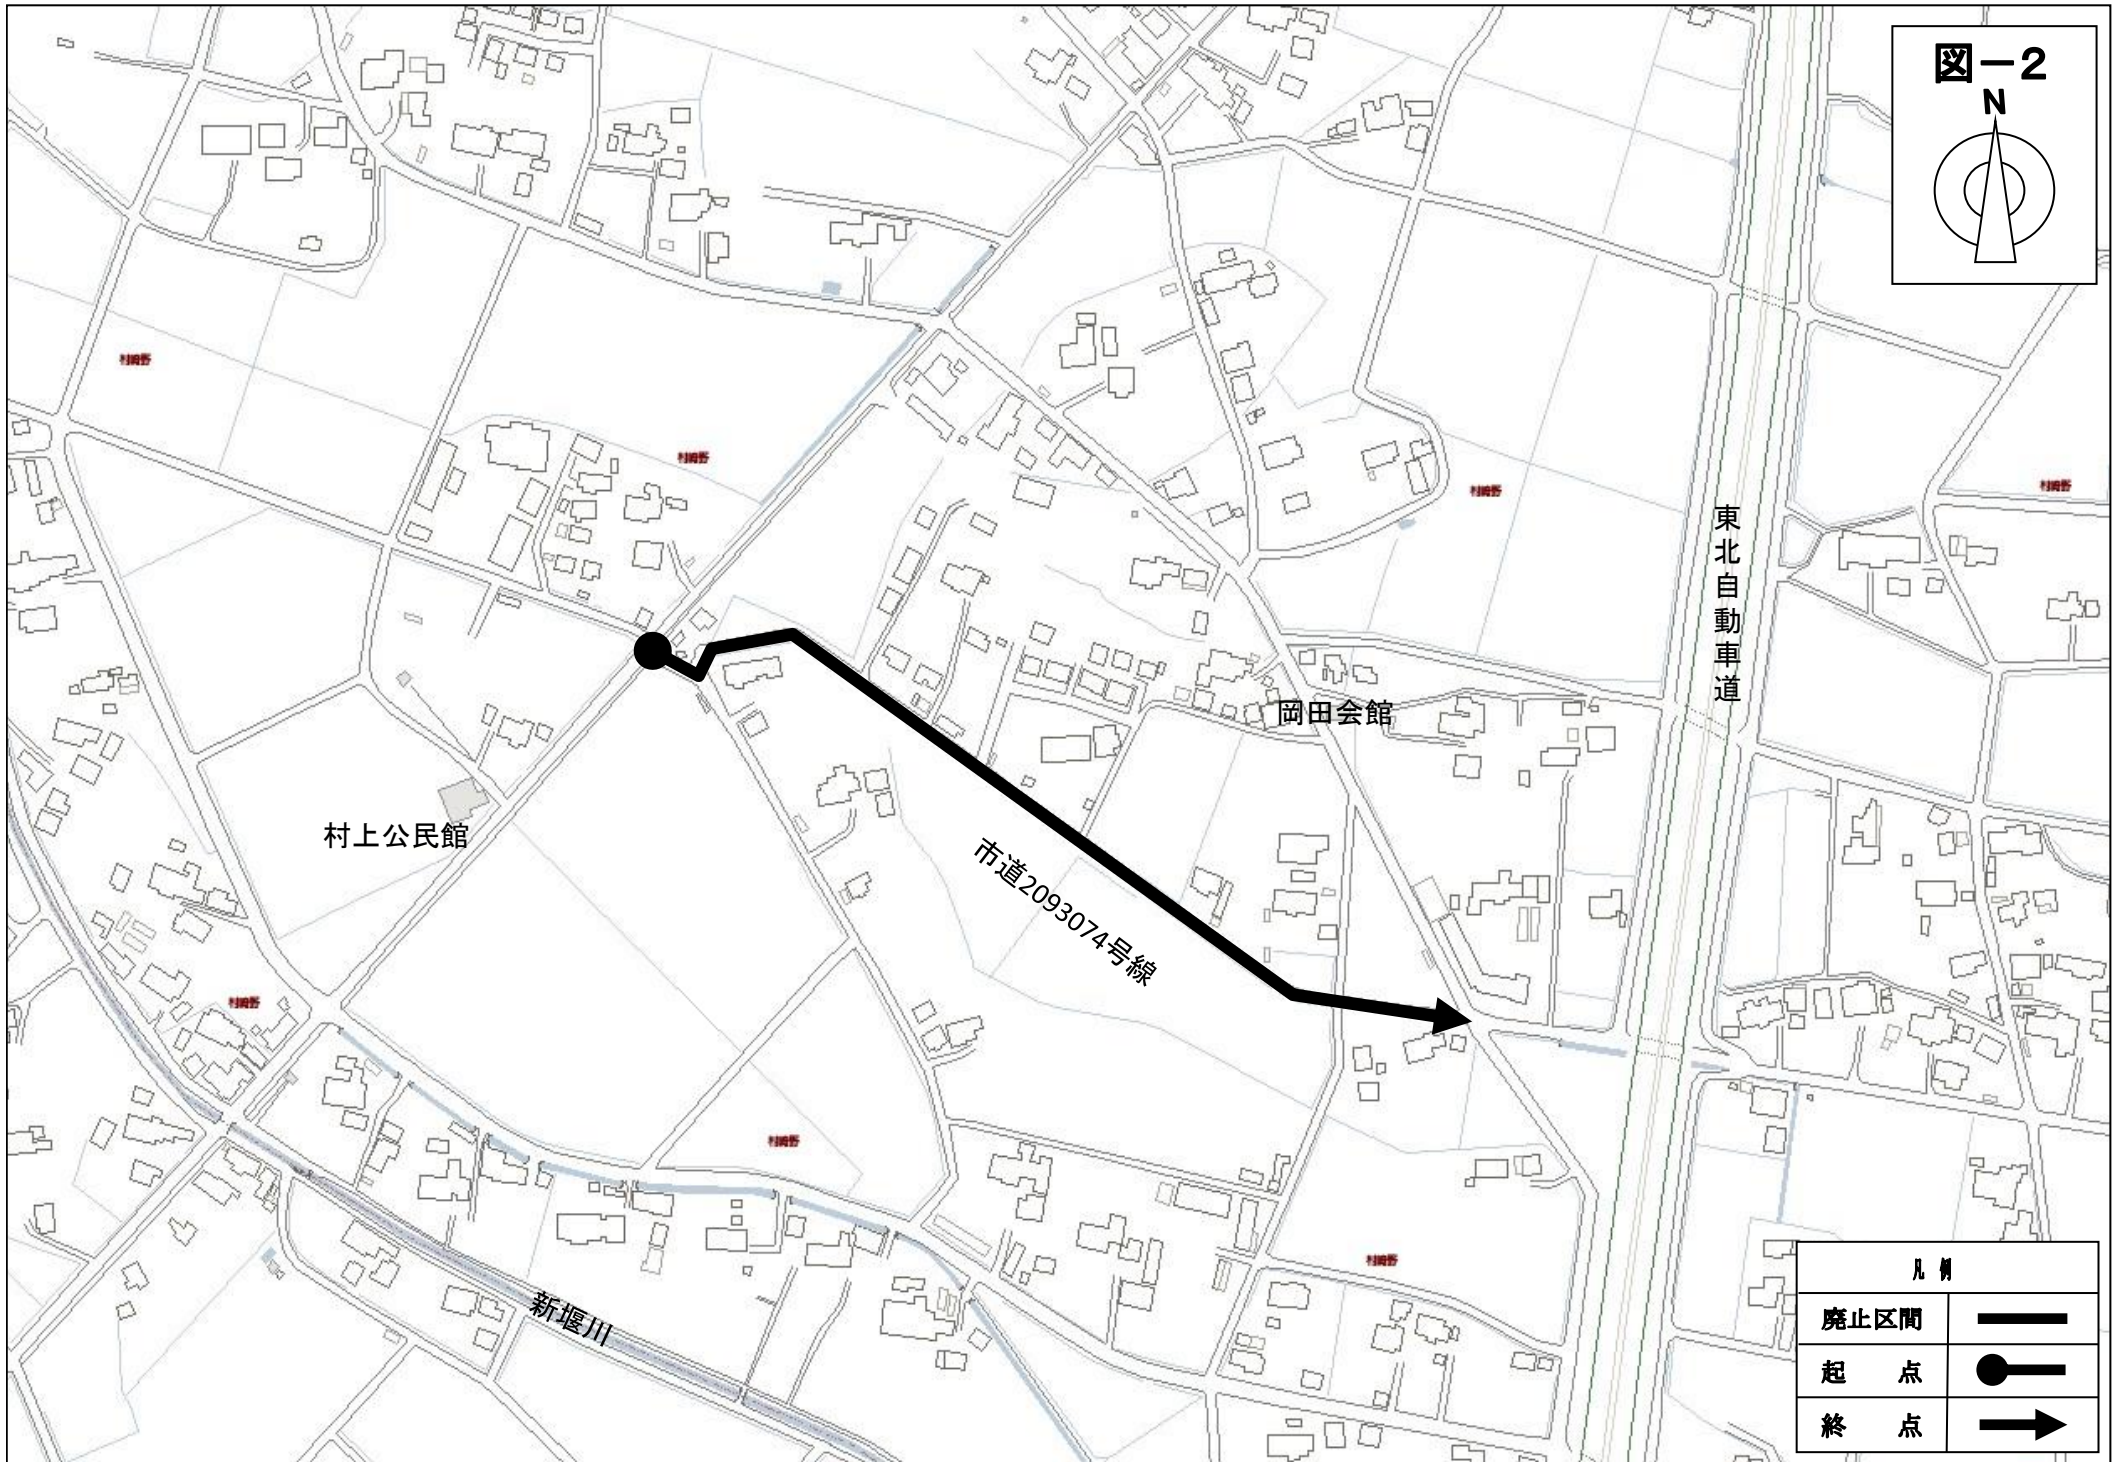 図－2
N
東北自動車道
岡田会館
村上公民館
市道2093074号線
新堰川
凡例
廃止区間
起　点
終　点